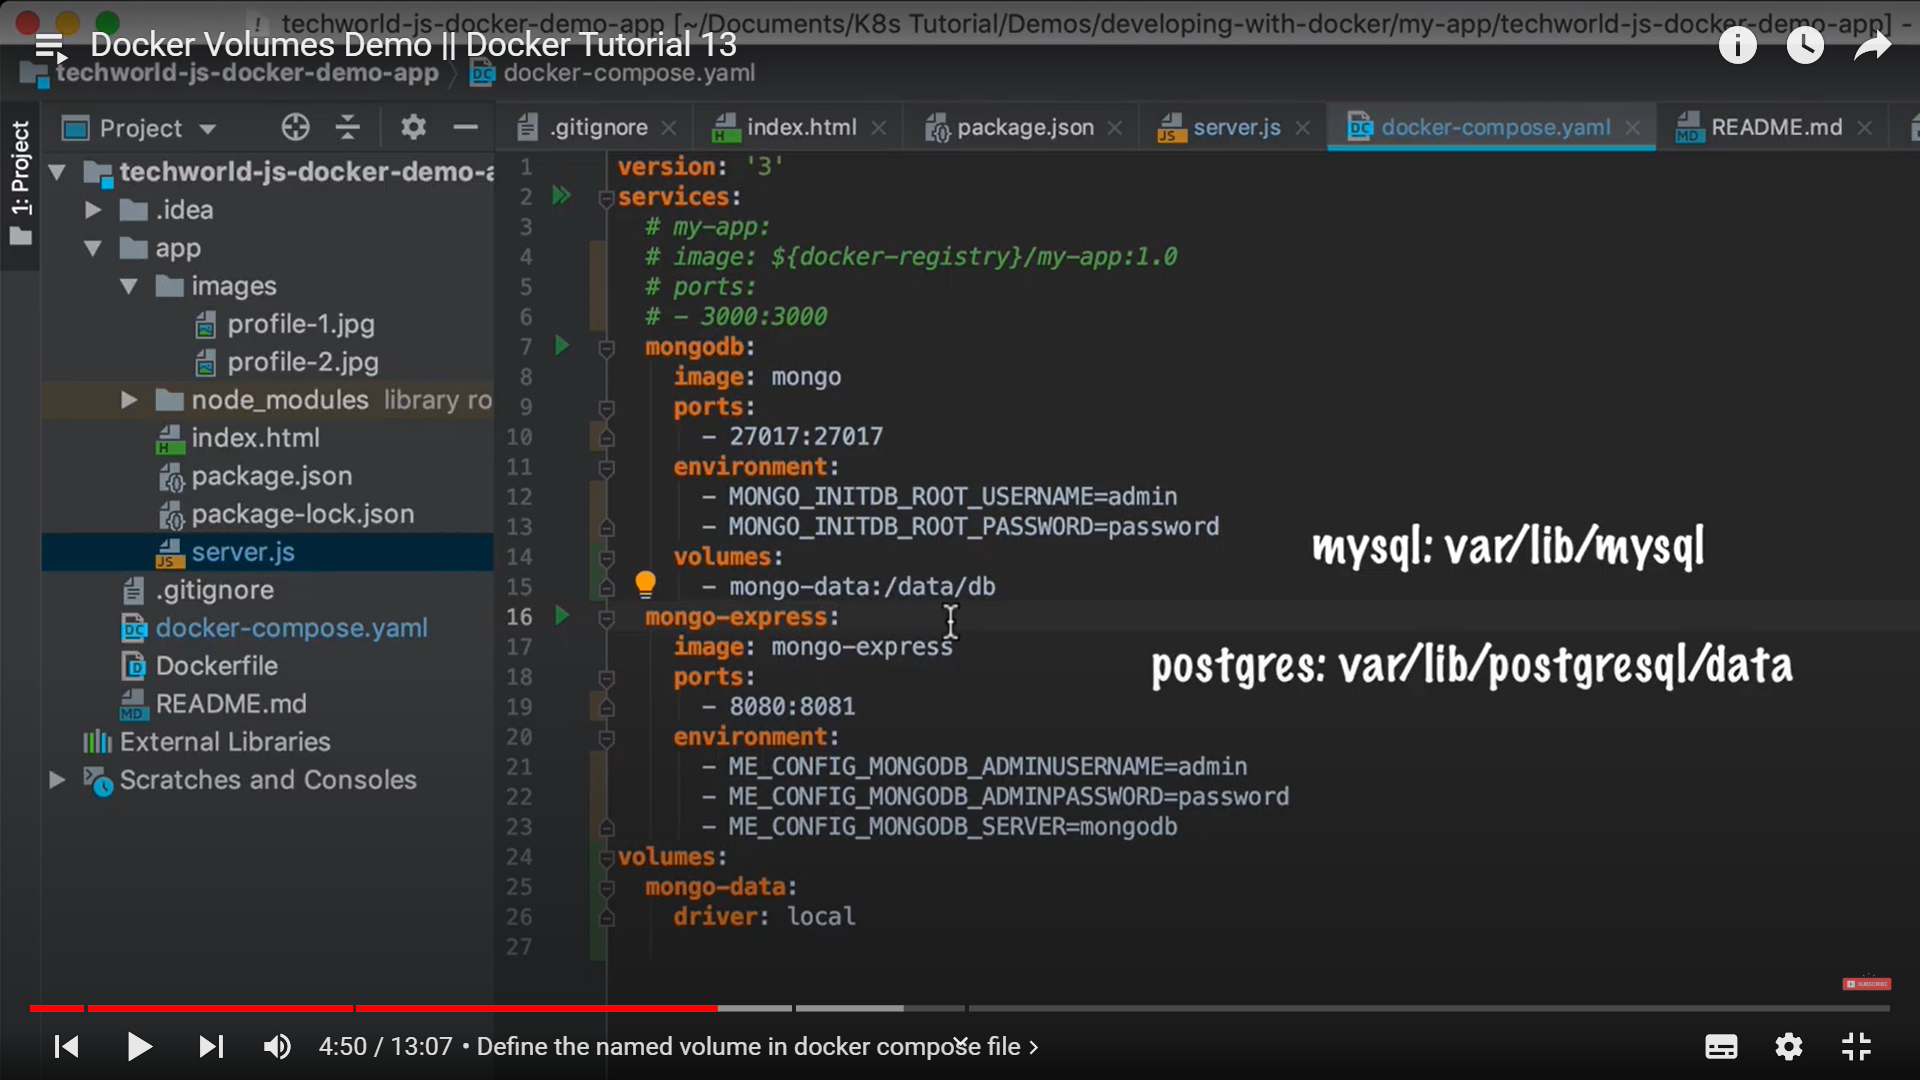 techworld-js-docker-demo-app [~/Documents/K8s Tutorial/Demos/developing-with-docker/my-app/techworld-js-docker-demo-app] -
Docker Volumes Demo || Docker Tutorial 13
techworld-js-docker-demo-app
docker-compose.yaml
1: Project
Project
.gitignore
index.html
package.json
server.js
docker-compose.yaml
README.md
techworld-js-docker-demo-a
.idea
app
images
profile-1.jpg
profile-2.jpg
node_modules library ro
index.html
package.json
package-lock.json
server.js
.gitignore
docker-compose.yaml
Dockerfile
README.md
External Libraries
Scratches and Consoles
1 version: '3'
2 services:
3 # my-app:
4 # image: ${docker-registry}/my-app:1.0
5 # ports:
6 # - 3000:3000
7 mongodb:
8 image: mongo
9 ports:
10 - 27017:27017
11 environment:
12 - MONGO_INITDB_ROOT_USERNAME=admin
13 - MONGO_INITDB_ROOT_PASSWORD=password
14 volumes:
15 - mongo-data:/data/db
16 mongo-express:
17 image: mongo-express
18 ports:
19 - 8080:8081
20 environment:
21 - ME_CONFIG_MONGODB_ADMINUSERNAME=admin
22 - ME_CONFIG_MONGODB_ADMINPASSWORD=password
23 - ME_CONFIG_MONGODB_SERVER=mongodb
24 volumes:
25 mongo-data:
26 driver: local
27
mysql: var/lib/mysql
postgres: var/lib/postgresql/data
SUBSCRIBE
4:50 / 13:07 • Define the named volume in docker compose file >